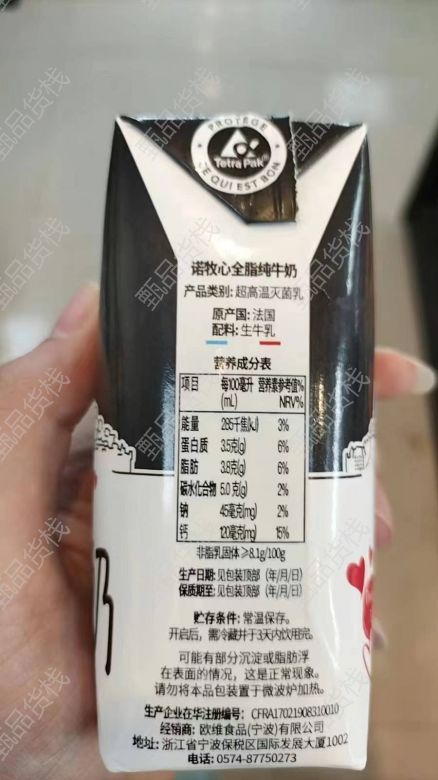 PROTÈGE
Tetra Pak
CE QUI EST BON
诺牧心全脂纯牛奶
产品类别: 超高温灭菌乳
原产国: 法国
配料: 生牛乳
营养成分表
项目 每100毫升(mL) 营养素参考值% NRV%
能量 285千焦(kJ) 3%
蛋白质 3.5克(g) 6%
脂肪 3.8克(g) 6%
碳水化合物 5.0克(g) 2%
钠 45毫克(mg) 2%
钙 120毫克(mg) 15%
非脂乳固体≥8.1g/100g
生产日期: 见包装顶部 (年/月/日)
保质期至: 见包装顶部 (年/月/日)
贮存条件: 常温保存。
开启后，需冷藏并于3天内饮用完。
可能有部分沉淀或脂肪浮
在表面的情况，这是正常现象。
请勿将本品包装置于微波炉加热。
生产企业在华注册编号: CFRA17021908310010
经销商: 欧维食品(宁波)有限公司
地址: 浙江省宁波保税区国际发展大厦1002
电话: 0574-87750273
乃
甄品货栈